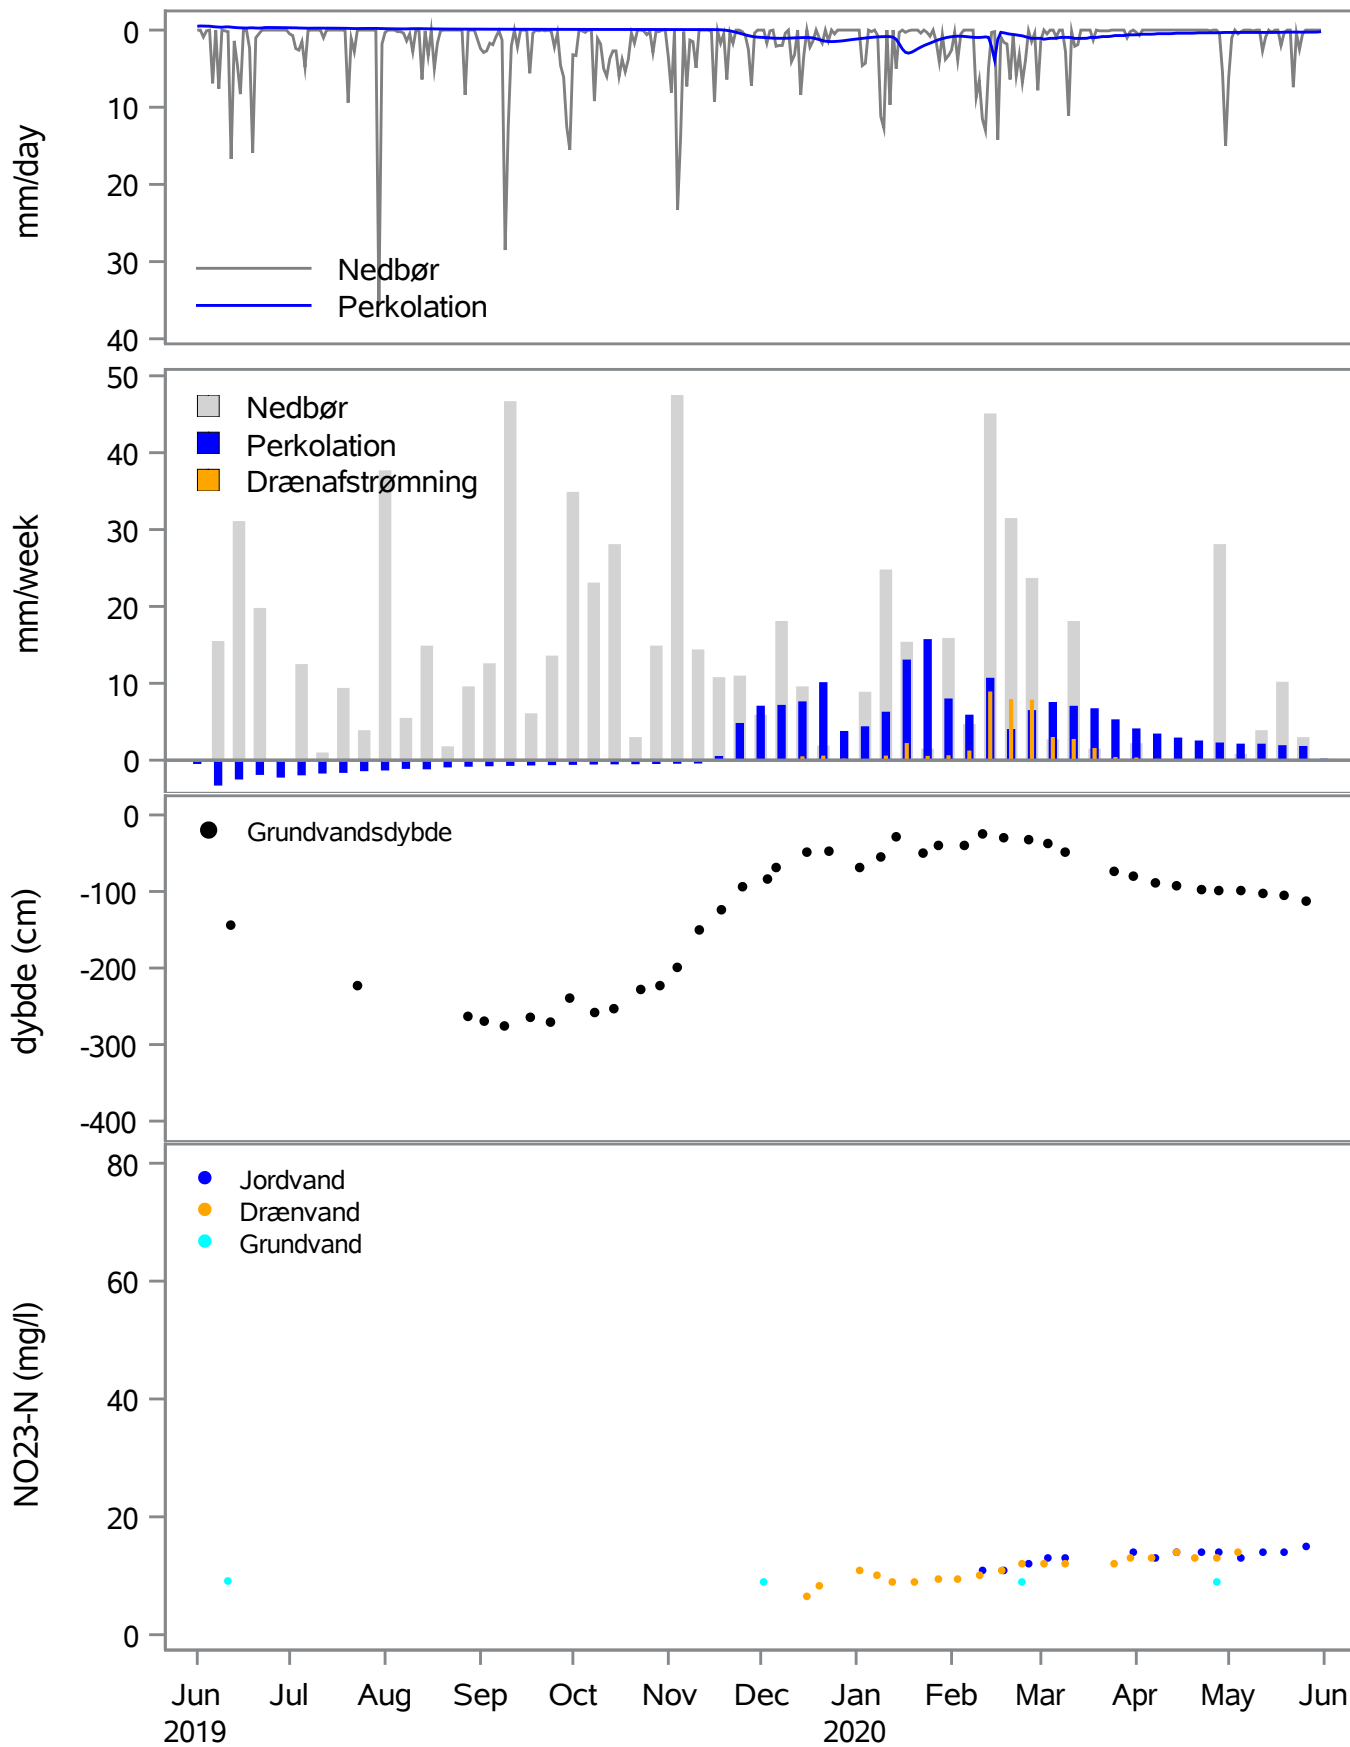 mm/day
0
10
20
30
40
Nedbør
Perkolation
mm/week
50
40
30
20
10
0
Nedbør
Perkolation
Drænafstrømning
dybde (cm)
0
-100
-200
-300
-400
Grundvandsdybde
NO23-N (mg/l)
80
60
40
20
0
Jordvand
Drænvand
Grundvand
Jun Jul Aug Sep Oct Nov Dec Jan Feb Mar Apr May Jun
2019 2020